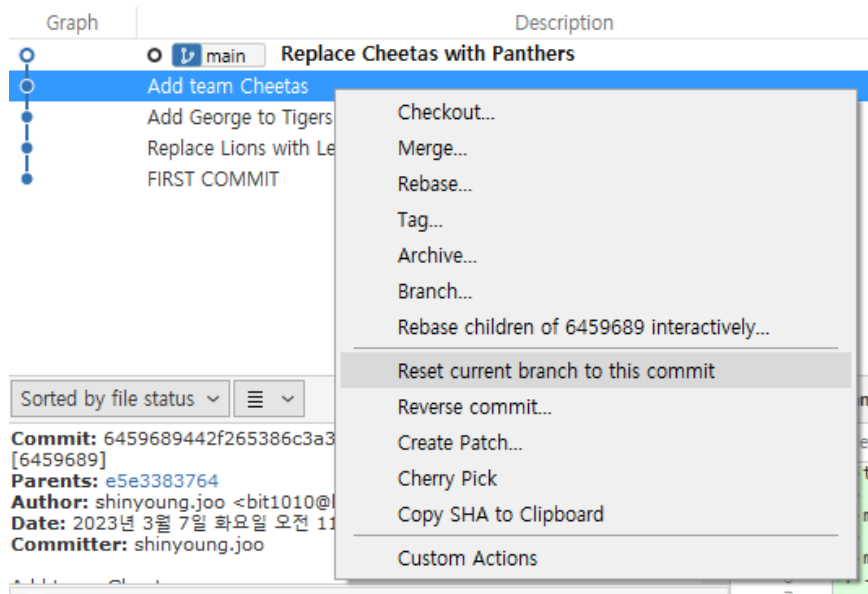 Graph Description
main Replace Cheetas with Panthers
Add team Cheetas
Add George to Tigers
Replace Lions with Le
FIRST COMMIT
Checkout...
Merge...
Rebase...
Tag...
Archive...
Branch...
Rebase children of 6459689 interactively...
Reset current branch to this commit
Reverse commit...
Create Patch...
Cherry Pick
Copy SHA to Clipboard
Custom Actions
Sorted by file status
Commit: 6459689442f265386c3a3
[6459689]
Parents: e5e3383764
Author: shinyoung.joo <bit1010@
Date: 2023년 3월 7일 화요일 오전 11
Committer: shinyoung.joo